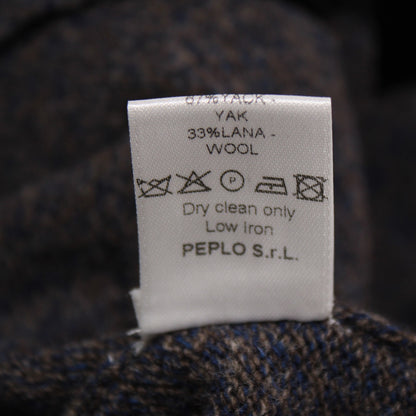 67%YACK -
YAK
33%LANA -
WOOL
P
Dry clean only
Low Iron
PEPLO S.r.L.